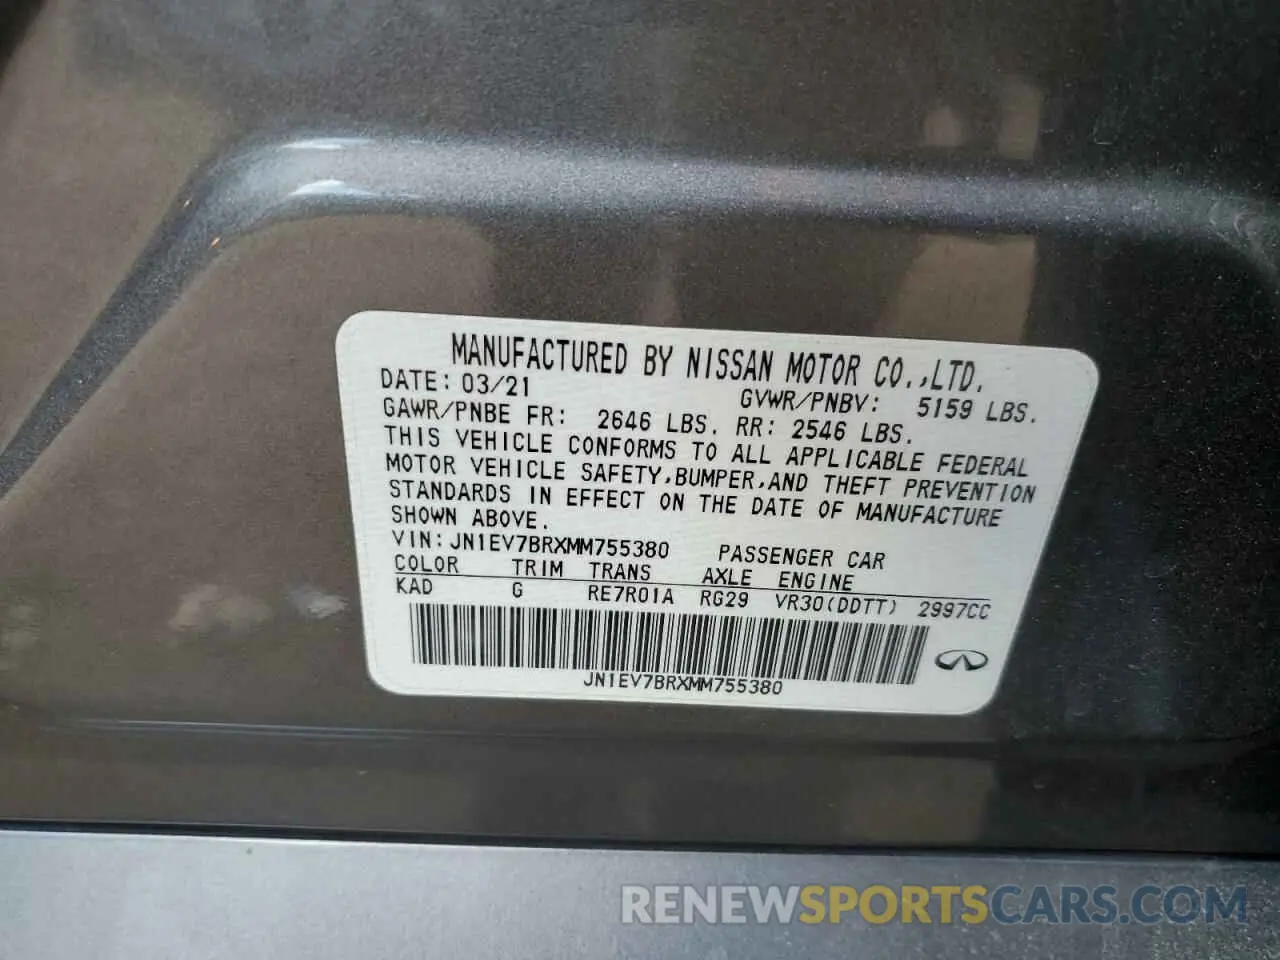 MANUFACTURED BY NISSAN MOTOR CO.,LTD.
DATE: 03/21 GVWR/PNBV: 5159 LBS.
GAWR/PNBE FR: 2646 LBS. RR: 2546 LBS.
THIS VEHICLE CONFORMS TO ALL APPLICABLE FEDERAL
MOTOR VEHICLE SAFETY,BUMPER,AND THEFT PREVENTION
STANDARDS IN EFFECT ON THE DATE OF MANUFACTURE
SHOWN ABOVE.
VIN:JN1EV7BRXMM755380 PASSENGER CAR
COLOR TRIM TRANS AXLE ENGINE
KAD G RE7R01A RG29 VR30(DDTT) 2997CC
JN1EV7BRXMM755380
RENEWSPORTSCARS.COM